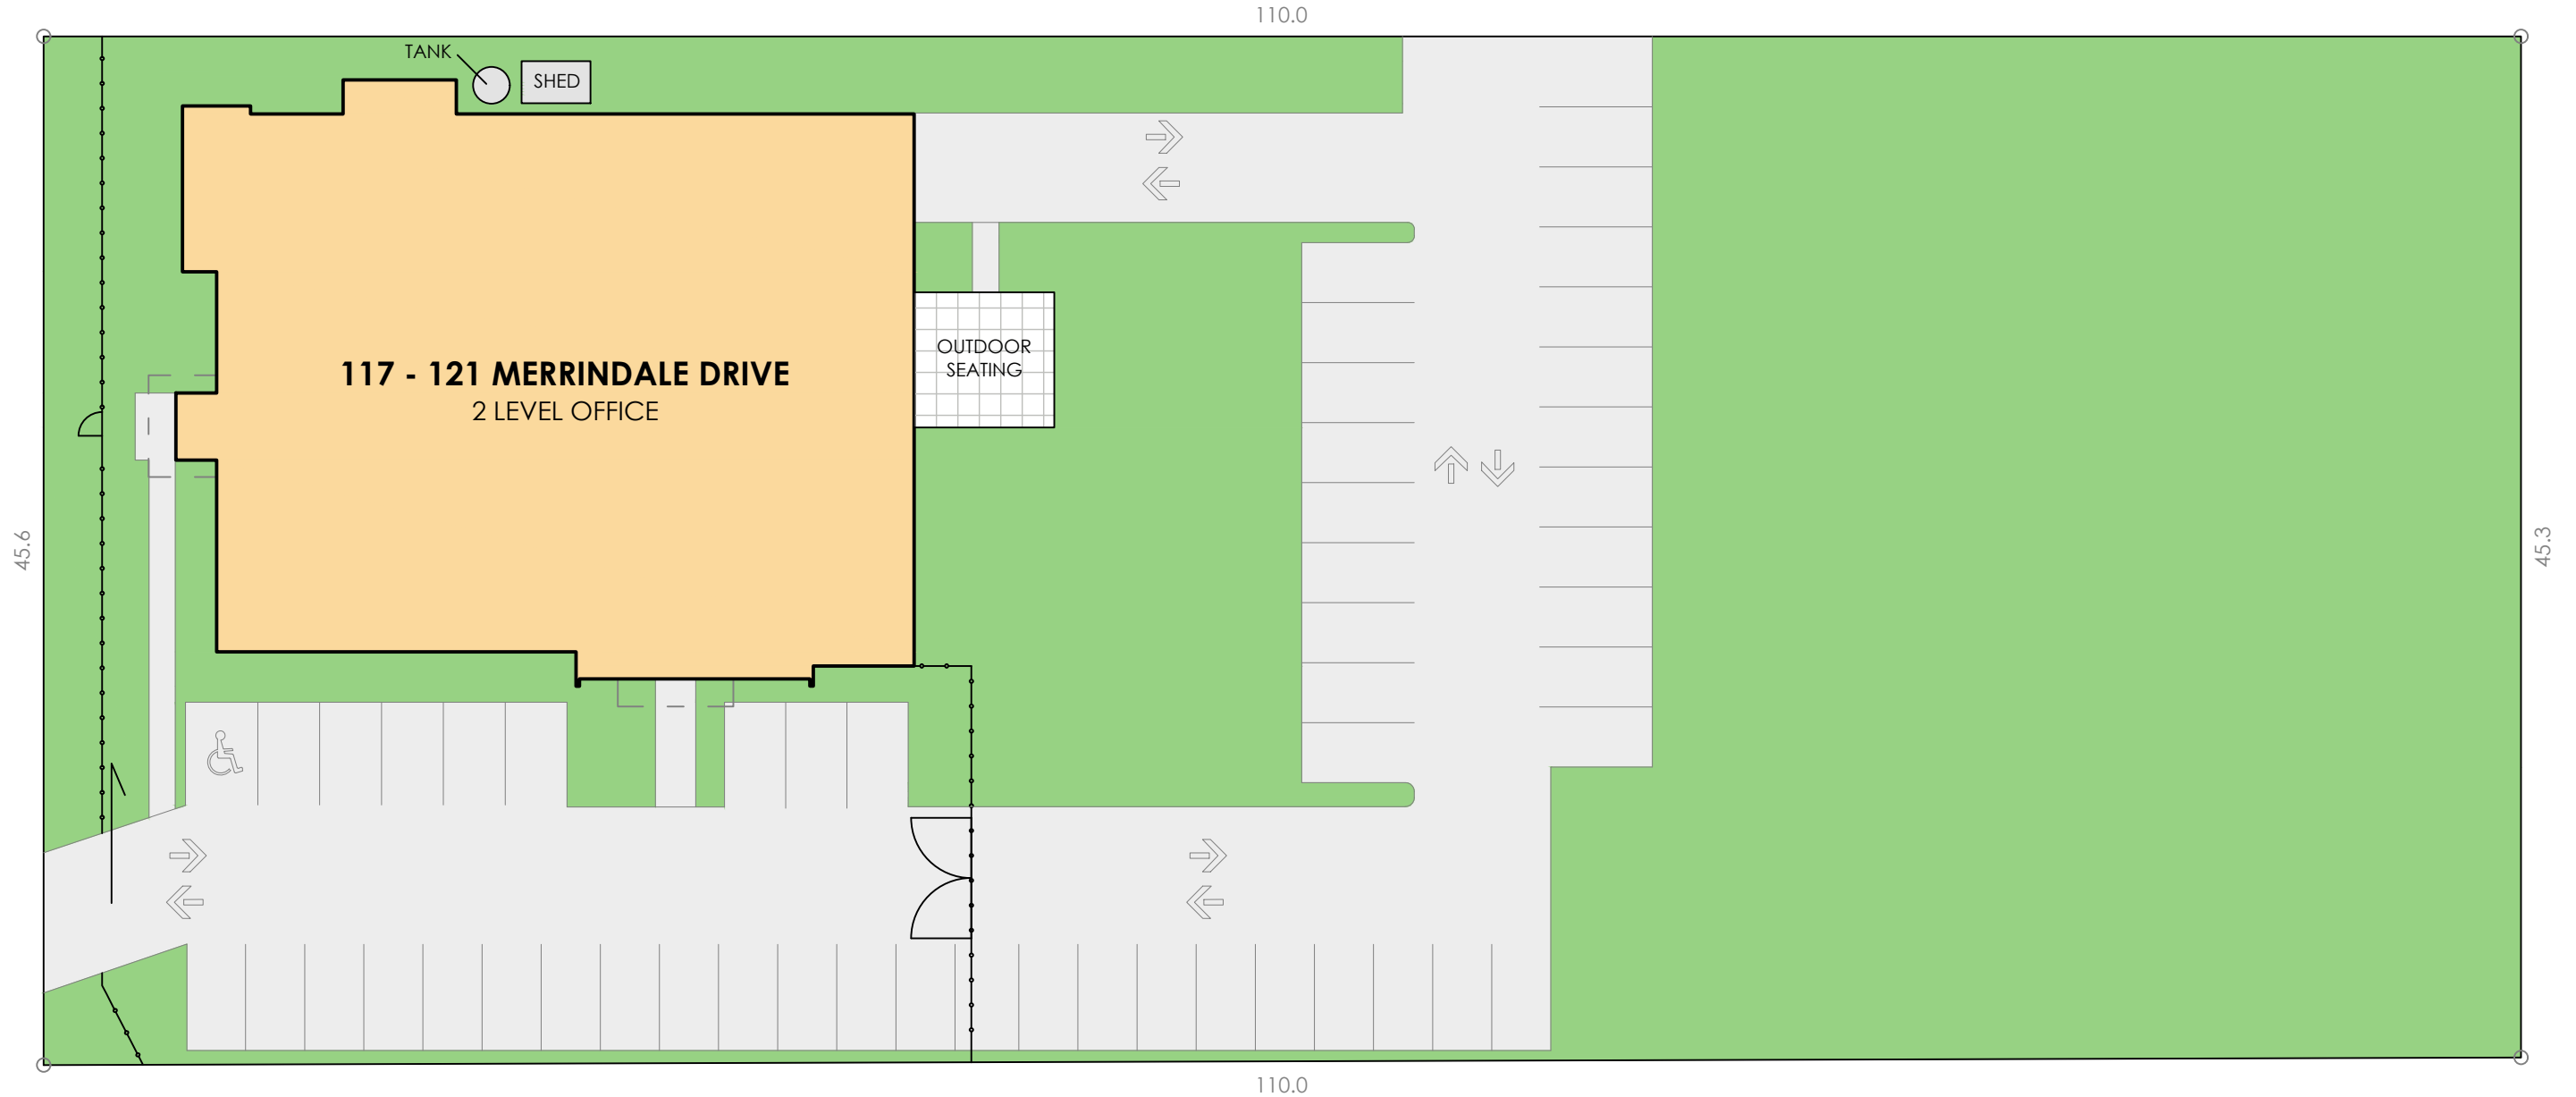 110.0
TANK
SHED
117 - 121 MERRINDALE DRIVE
2 LEVEL OFFICE
OUTDOOR
SEATING
45.6
45.3
110.0